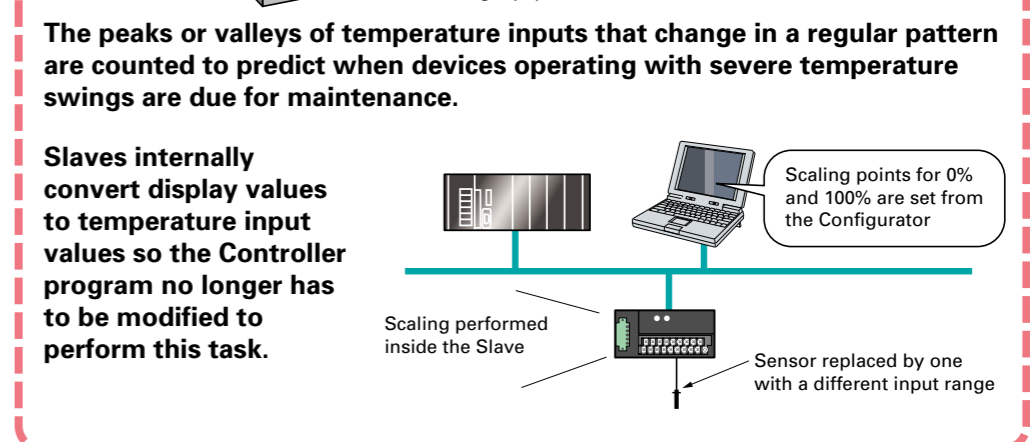 The peaks or valleys of temperature inputs that change in a regular pattern
are counted to predict when devices operating with severe temperature
swings are due for maintenance.
Slaves internally
convert display values
to temperature input
values so the Controller
program no longer has
to be modified to
perform this task.
Scaling points for 0%
and 100% are set from
the Configurator
Scaling performed
inside the Slave
Sensor replaced by one
with a different input range